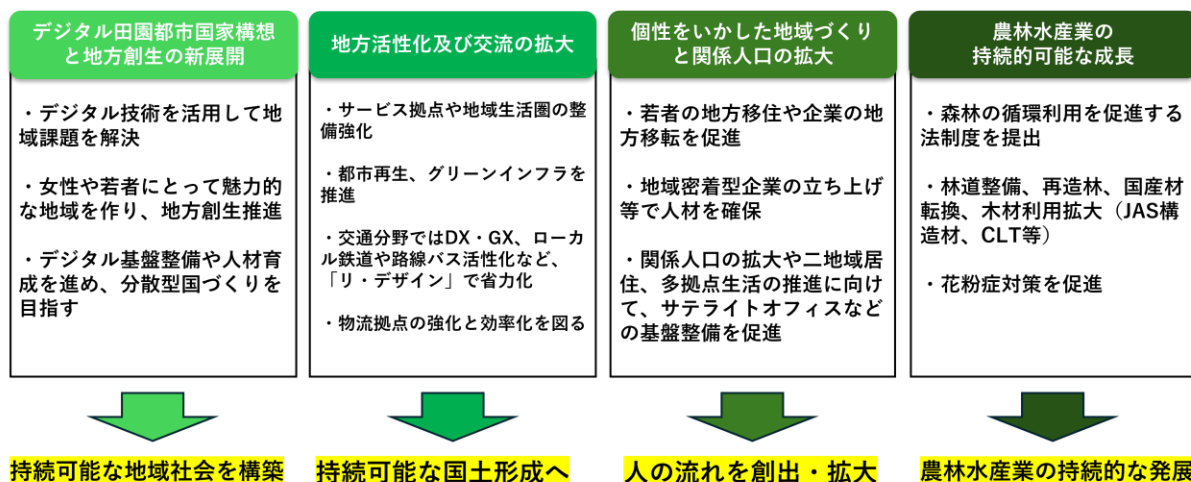 デジタル田園都市国家構想
と地方創生の新展開
・デジタル技術を活用して地
域課題を解決
・女性や若者にとって魅力的
な地域を作り、地方創生推進
・デジタル基盤整備や人材育
成を進め、分散型国づくりを
目指す
持続可能な地域社会を構築
地方活性化及び交流の拡大
・サービス拠点や地域生活圏の整
備強化
・都市再生、グリーンインフラを
推進
・交通分野ではDX・GX、ローカ
ル鉄道や路線バス活性化など、
「リ・デザイン」で省力化
・物流拠点の強化と効率化を図る
持続可能な国土形成へ
個性をいかした地域づくり
と関係人口の拡大
・若者の地方移住や企業の地
方移転を促進
・地域密着型企業の立ち上げ
等で人材を確保
・関係人口の拡大や二地域居
住、多拠点生活の推進に向け
て、サテライトオフィスなど
の基盤整備を促進
人の流れを創出・拡大
農林水産業の
持続的可能な成長
・森林の循環利用を促進する
法制度を提出
・林道整備、再造林、国産材
転換、木材利用拡大（JAS構
造材、CLT等）
・花粉症対策を促進
農林水産業の持続的な発展